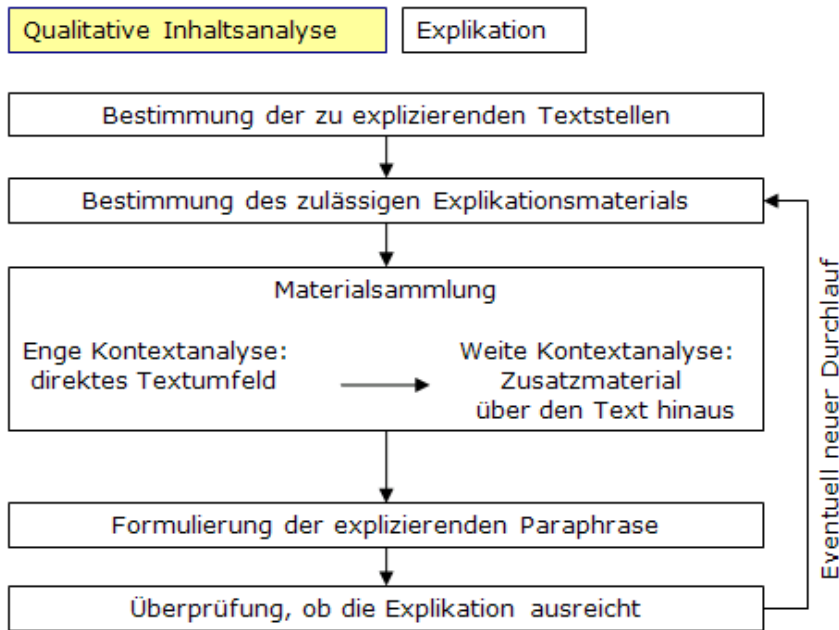 Qualitative Inhaltsanalyse
Explikation
Bestimmung der zu explizierenden Textstellen
Bestimmung des zulässigen Explikationsmaterials
Materialsammlung
Enge Kontextanalyse:
direktes Textumfeld
Weite Kontextanalyse:
Zusatzmaterial
über den Text hinaus
Formulierung der explizierenden Paraphrase
Überprüfung, ob die Explikation ausreicht
Eventuell neuer Durchlauf